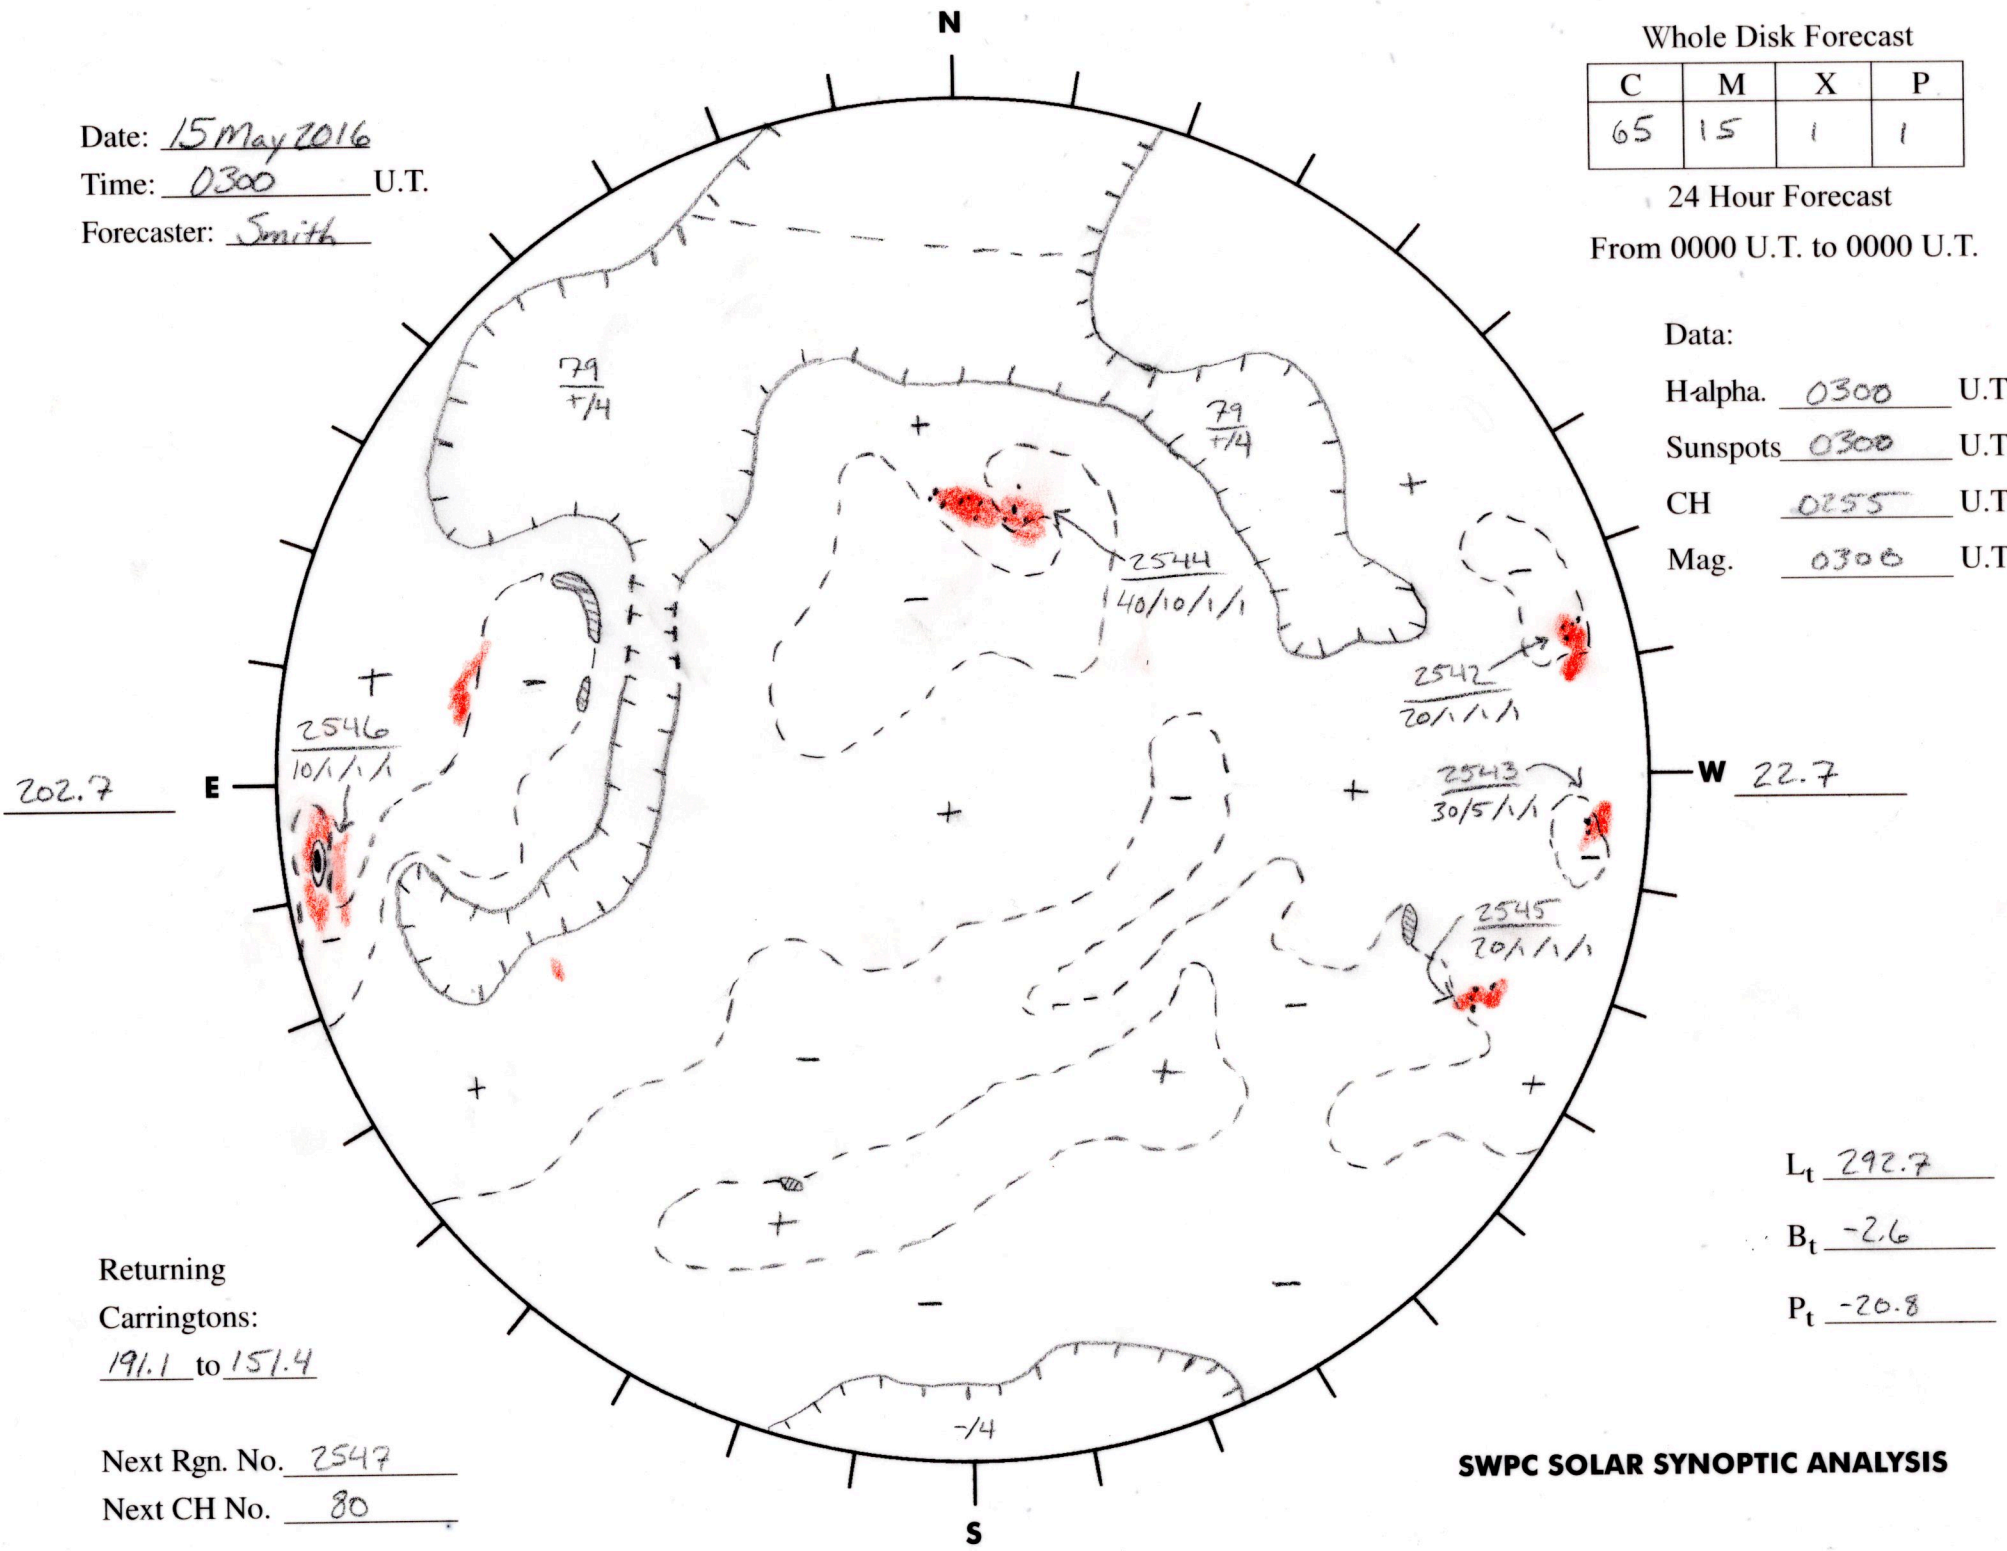 N
Date: 15 May 2016
Time: 0300 U.T.
Forecaster: Smith
Whole Disk Forecast
C M X P
65 15 1 1
24 Hour Forecast
From 0000 U.T. to 0000 U.T.
Data:
H-alpha. 0300 U.T
Sunspots 0300 U.T
CH 0255 U.T
Mag. 0300 U.T
79
+/4
79
+/4
+
+
2544
40/10/1/1
-
-
+
-
2542
20/1/1/1
2546
10/1/1/1
202.7 E
W 22.7
2543
30/5/1/1
-
+
+
-
-
2545
20/1/1/1
-
-
+
+
+
+
-
-
-/4
Lt 292.7
Bt -2.6
Pt -20.8
Returning
Carringtons:
191.1 to 151.4
Next Rgn. No. 2547
Next CH No. 80
SWPC SOLAR SYNOPTIC ANALYSIS
S